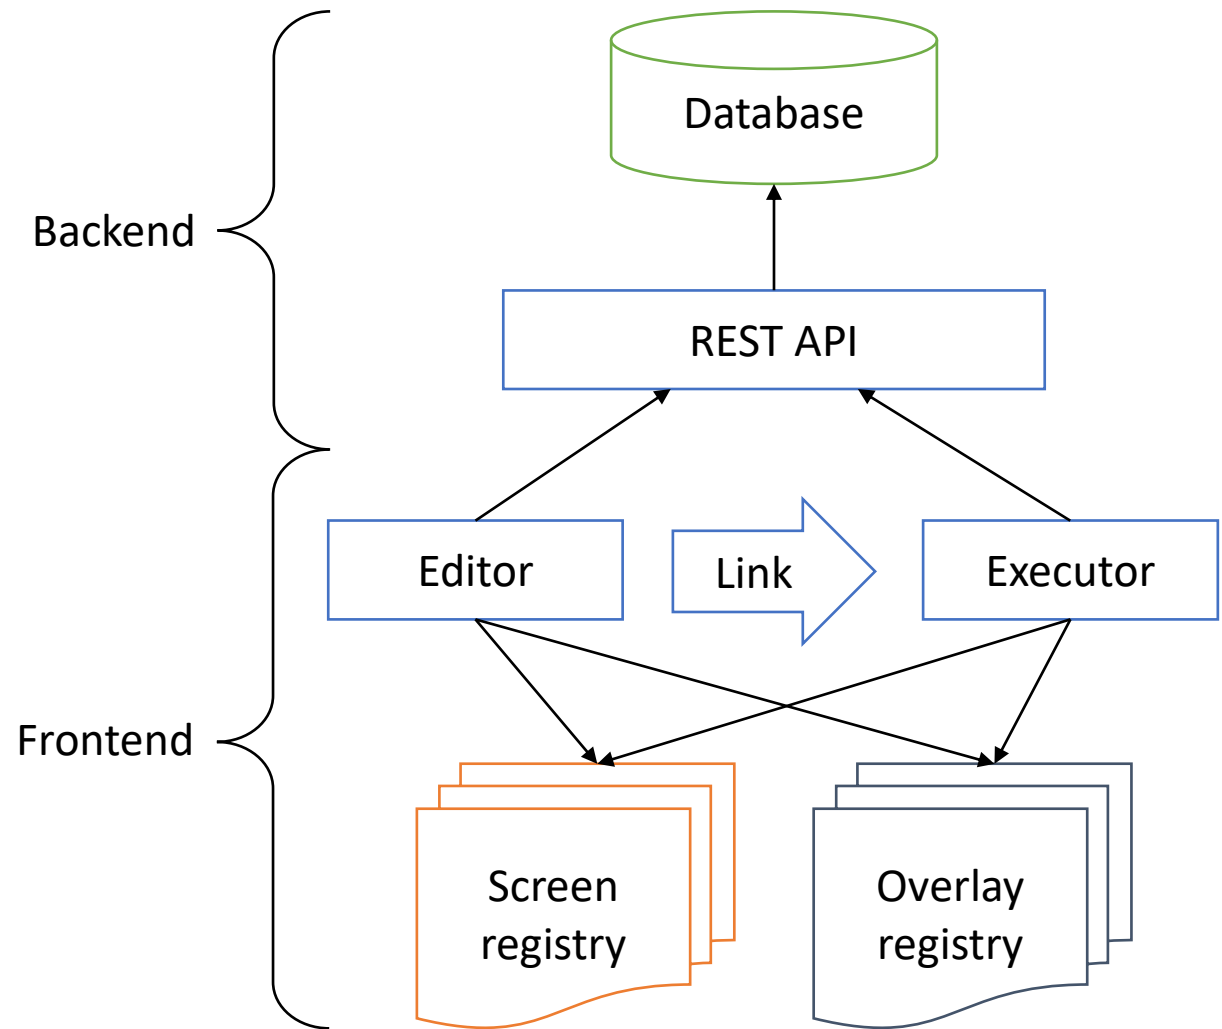 Database
Backend
REST API
Editor
Link
Executor
Frontend
Screen
registry
Overlay
registry